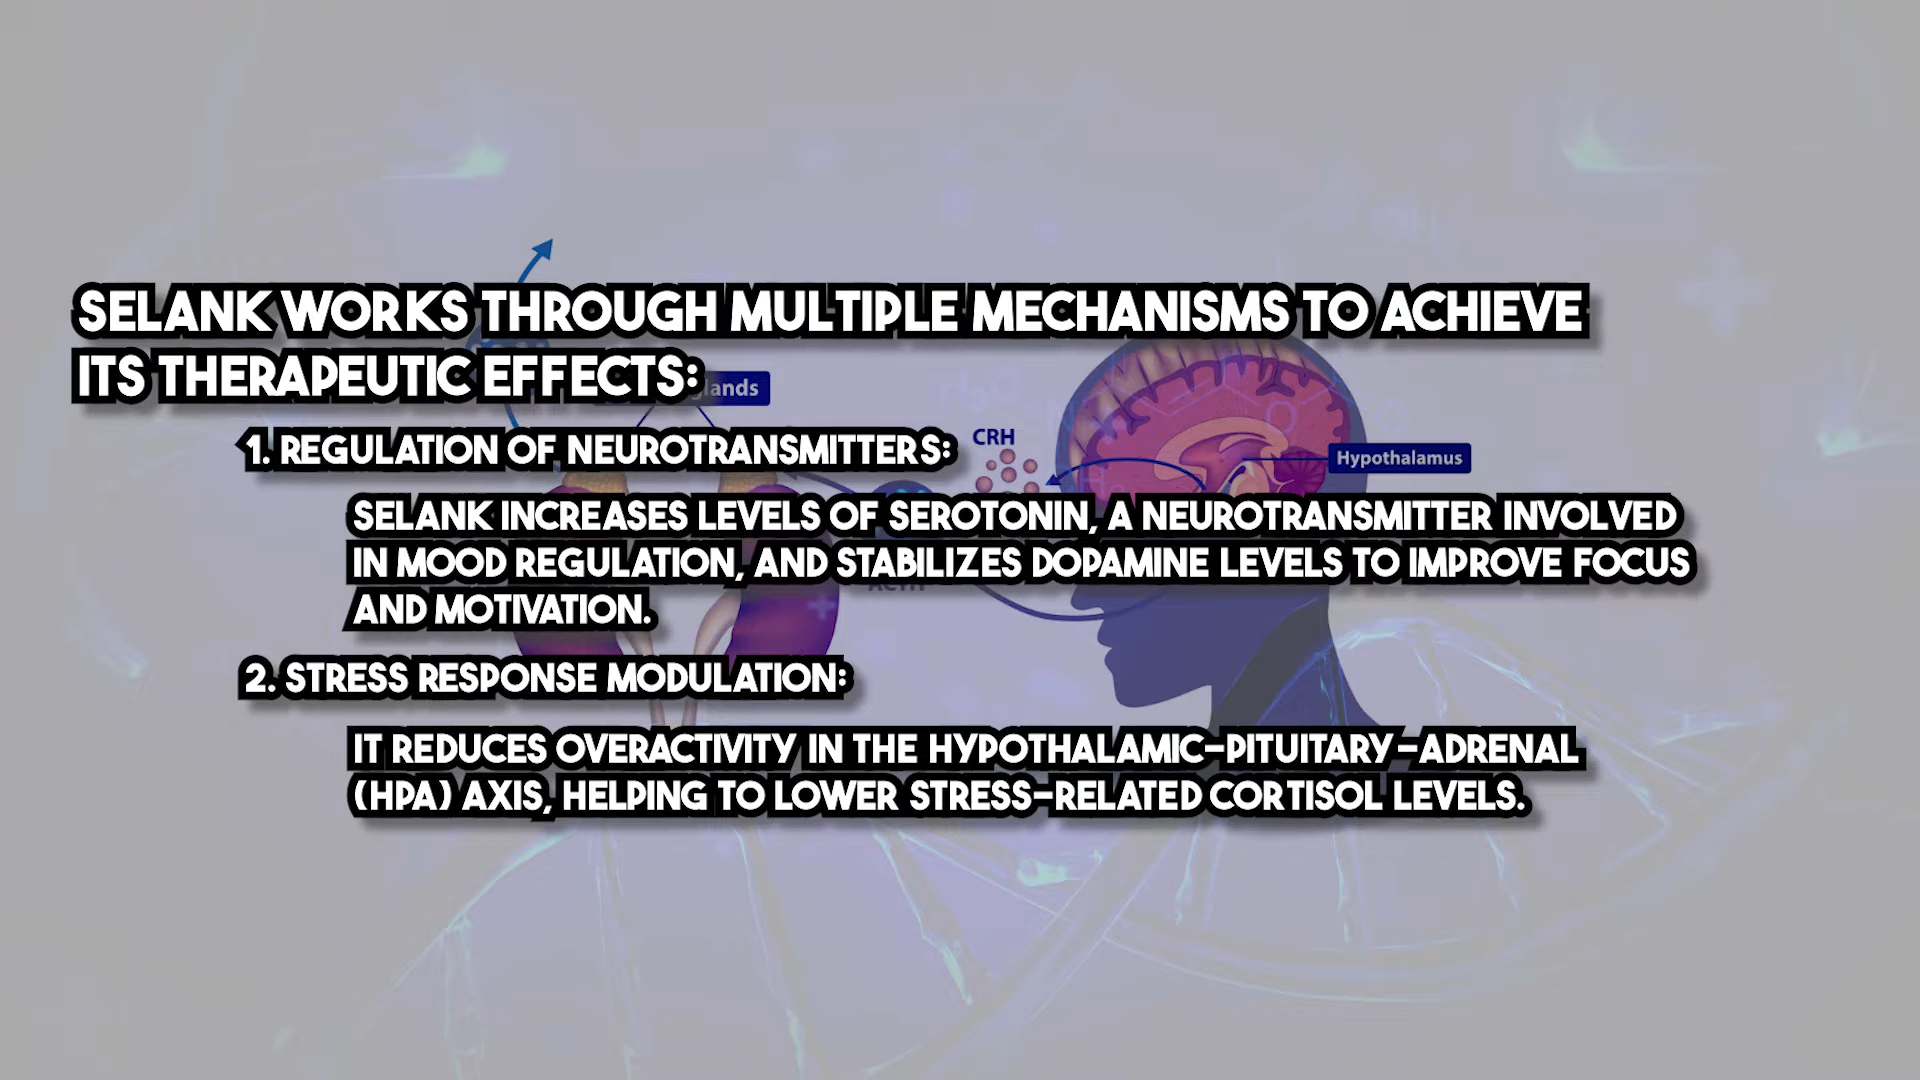 SELANK WORKS THROUGH MULTIPLE MECHANISMS TO ACHIEVE
ITS THERAPEUTIC EFFECTS:
lands
1. REGULATION OF NEUROTRANSMITTERS:
CRH
Hypothalamus
SELANK INCREASES LEVELS OF SEROTONIN, A NEUROTRANSMITTER INVOLVED
IN MOOD REGULATION, AND STABILIZES DOPAMINE LEVELS TO IMPROVE FOCUS
AND MOTIVATION.
2. STRESS RESPONSE MODULATION:
IT REDUCES OVERACTIVITY IN THE HYPOTHALAMIC-PITUITARY-ADRENAL
(HPA) AXIS, HELPING TO LOWER STRESS-RELATED CORTISOL LEVELS.